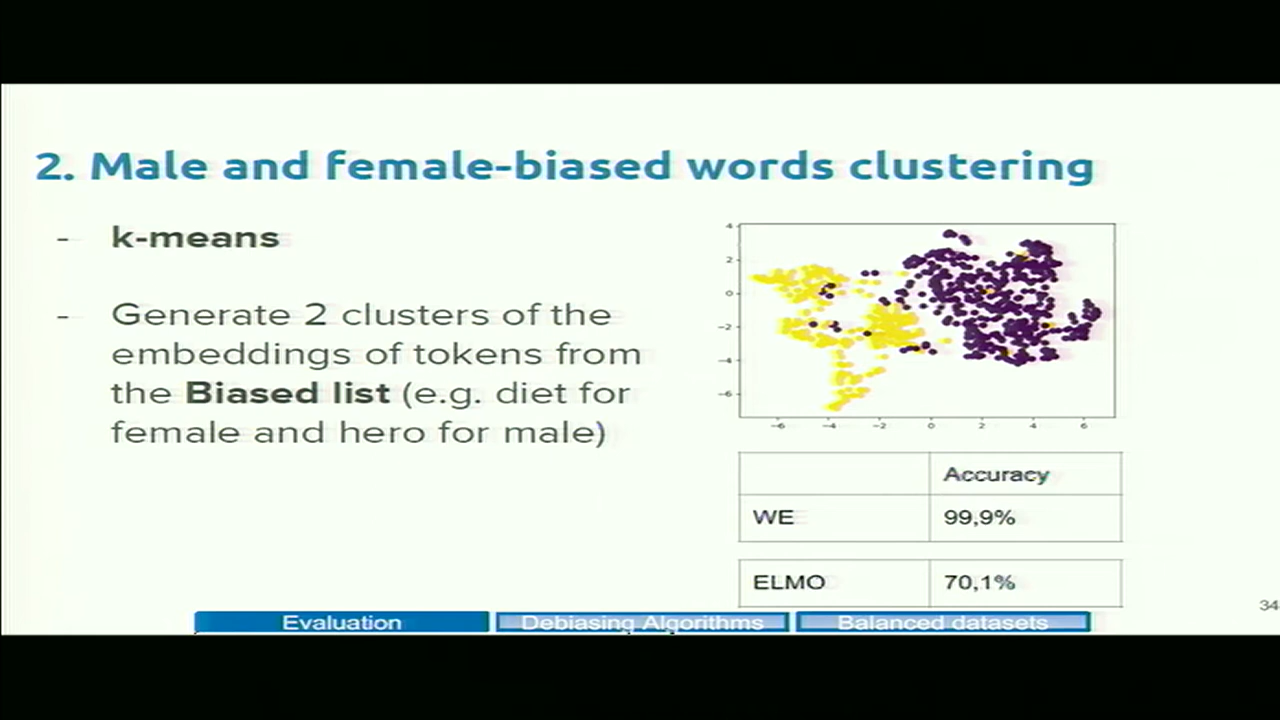 2. Male and female-biased words clustering
- k-means
- Generate 2 clusters of the
embeddings of tokens from
the Biased list (e.g. diet for
female and hero for male)
4
2
0
−2
−4
−6
−6 −4 −2 0 2 4 6
Accuracy
WE 99,9%
ELMO 70,1%
34
Evaluation Debiasing Algorithms Balanced datasets